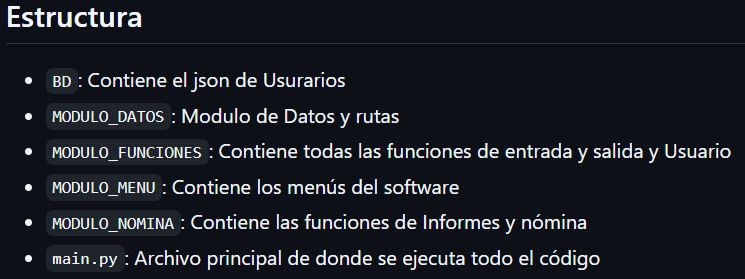 Estructura
BD: Contiene el json de Usurarios
MODULO_DATOS: Modulo de Datos y rutas
MODULO_FUNCIONES: Contiene todas las funciones de entrada y salida y Usuario
MODULO_MENU: Contiene los menús del software
MODULO_NOMINA: Contiene las funciones de Informes y nómina
main.py: Archivo principal de donde se ejecuta todo el código